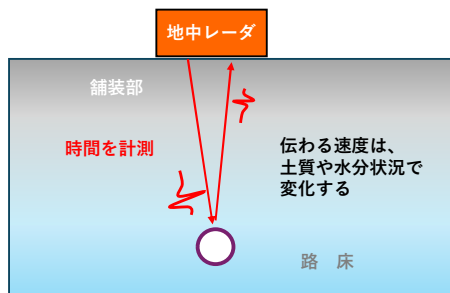 地中レーダ
舗装部
時間を計測
伝わる速度は、
土質や水分状況で
変化する
路　床